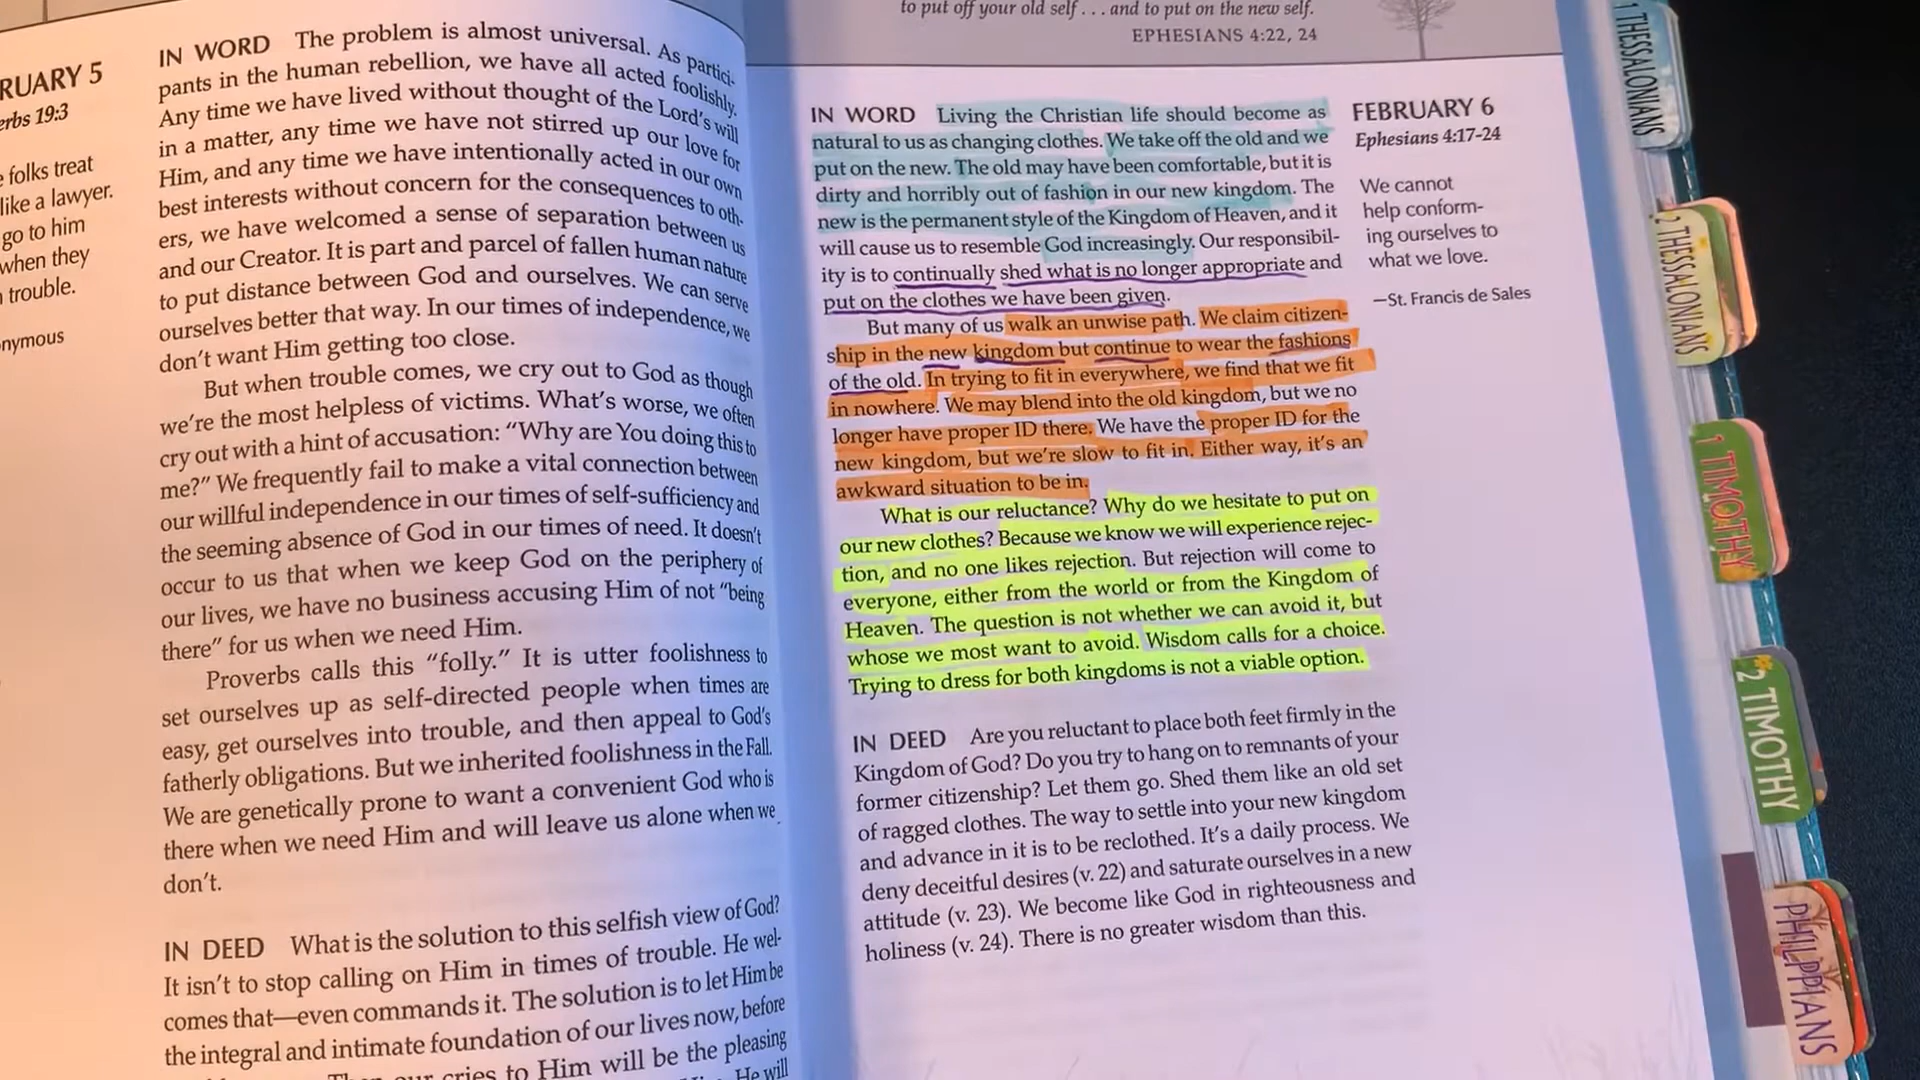 RUARY 5
erbs 19:3
folks treat
like a lawyer.
go to him
when they
trouble.
nymous
IN WORD The problem is almost universal. As partici-
pants in the human rebellion, we have all acted foolishly.
Any time we have lived without thought of the Lord's will
in a matter, any time we have not stirred up our love for
Him, and any time we have intentionally acted in our own
best interests without concern for the consequences to oth-
ers, we have welcomed a sense of separation between us
and our Creator. It is part and parcel of fallen human nature
to put distance between God and ourselves. We can serve
ourselves better that way. In our times of independence, we
don't want Him getting too close.
But when trouble comes, we cry out to God as though
we're the most helpless of victims. What's worse, we often
cry out with a hint of accusation: "Why are You doing this to
me?" We frequently fail to make a vital connection between
our willful independence in our times of self-sufficiency and
the seeming absence of God in our times of need. It doesn't
occur to us that when we keep God on the periphery of
our lives, we have no business accusing Him of not "being
there" for us when we need Him.
Proverbs calls this "folly." It is utter foolishness to
set ourselves up as self-directed people when times are
easy, get ourselves into trouble, and then appeal to God's
fatherly obligations. But we inherited foolishness in the Fall.
We are genetically prone to want a convenient God who is
there when we need Him and will leave us alone when we
don't.
IN DEED What is the solution to this selfish view of God?
It isn't to stop calling on Him in times of trouble. He wel-
comes that—even commands it. The solution is to let Him be
the integral and intimate foundation of our lives now, before
our cries to Him will be the pleasing
He will
to put off your old self . . . and to put on the new self.
EPHESIANS 4:22, 24
IN WORD Living the Christian life should become as
natural to us as changing clothes. We take off the old and we
put on the new. The old may have been comfortable, but it is
dirty and horribly out of fashion in our new kingdom. The
new is the permanent style of the Kingdom of Heaven, and it
will cause us to resemble God increasingly. Our responsibil-
ity is to continually shed what is no longer appropriate and
put on the clothes we have been given.
But many of us walk an unwise path. We claim citizen-
ship in the new kingdom but continue to wear the fashions
of the old. In trying to fit in everywhere, we find that we fit
in nowhere. We may blend into the old kingdom, but we no
longer have proper ID there. We have the proper ID for the
new kingdom, but we're slow to fit in. Either way, it's an
awkward situation to be in.
What is our reluctance? Why do we hesitate to put on
our new clothes? Because we know we will experience rejec-
tion, and no one likes rejection. But rejection will come to
everyone, either from the world or from the Kingdom of
Heaven. The question is not whether we can avoid it, but
whose we most want to avoid. Wisdom calls for a choice.
Trying to dress for both kingdoms is not a viable option.
IN DEED Are you reluctant to place both feet firmly in the
Kingdom of God? Do you try to hang on to remnants of your
former citizenship? Let them go. Shed them like an old set
of ragged clothes. The way to settle into your new kingdom
and advance in it is to be reclothed. It's a daily process. We
deny deceitful desires (v. 22) and saturate ourselves in a new
attitude (v. 23). We become like God in righteousness and
holiness (v. 24). There is no greater wisdom than this.
FEBRUARY 6
Ephesians 4:17-24
We cannot
help conform-
ing ourselves to
what we love.
—St. Francis de Sales
1 THESSALONIANS
2 THESSALONIANS
1 TIMOTHY
2 TIMOTHY
PHILIPPIANS